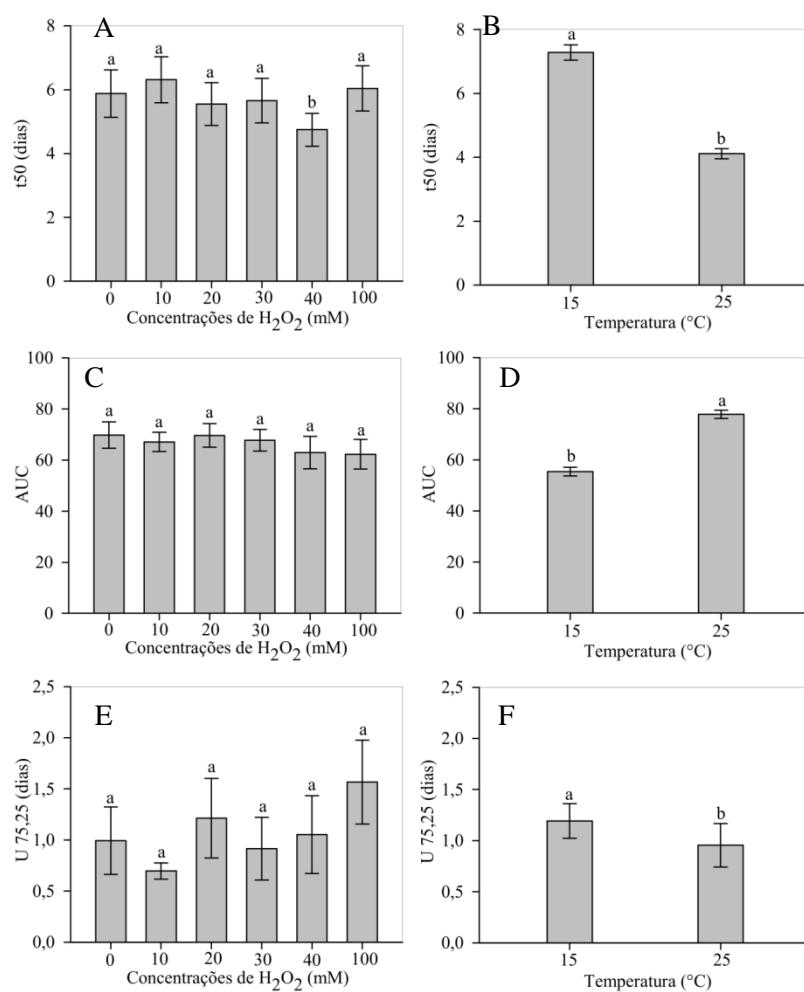 A
t50 (dias)
8
6
4
2
0
a
a
a
a
b
a
0 10 20 30 40 100
Concentrações de H2O2 (mM)
B
t50 (dias)
8
6
4
2
0
a
b
15 25
Temperatura (°C)
C
AUC
100
80
60
40
20
0
a
a
a
a
a
a
0 10 20 30 40 100
Concentrações de H2O2 (mM)
D
AUC
100
80
60
40
20
0
b
a
15 25
Temperatura (°C)
E
U 75,25 (dias)
2,5
2,0
1,5
1,0
0,5
0,0
a
a
a
a
a
a
0 10 20 30 40 100
Concentrações de H2O2 (mM)
F
U 75,25 (dias)
2,5
2,0
1,5
1,0
0,5
0,0
a
b
15 25
Temperatura (°C)